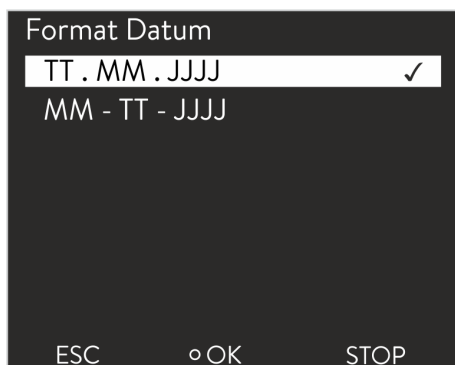 Format Datum
TT . MM . JJJJ ✓
MM - TT - JJJJ
ESC ○ OK STOP